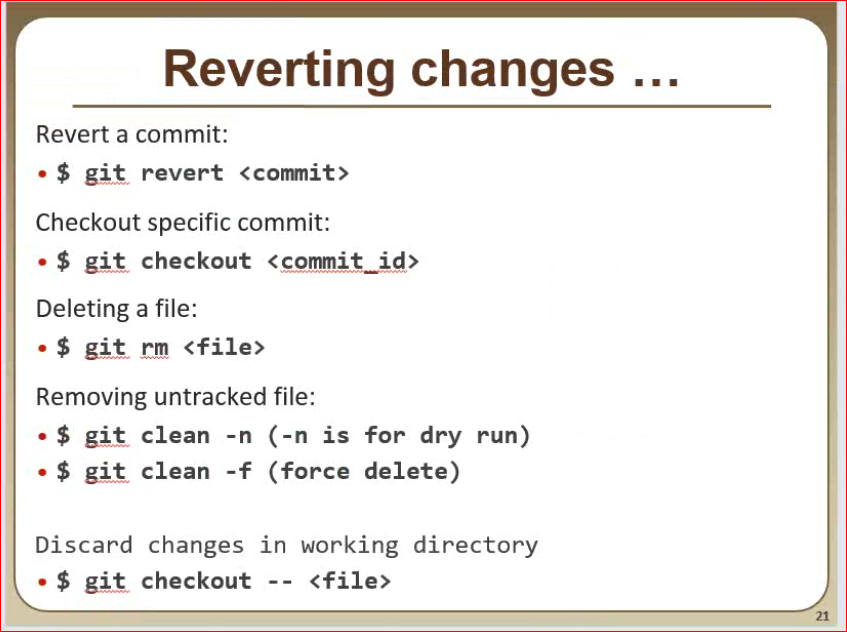 Reverting changes …
Revert a commit:
• $ git revert <commit>
Checkout specific commit:
• $ git checkout <commit_id>
Deleting a file:
• $ git rm <file>
Removing untracked file:
• $ git clean -n (-n is for dry run)
• $ git clean -f (force delete)
Discard changes in working directory
• $ git checkout -- <file>
21